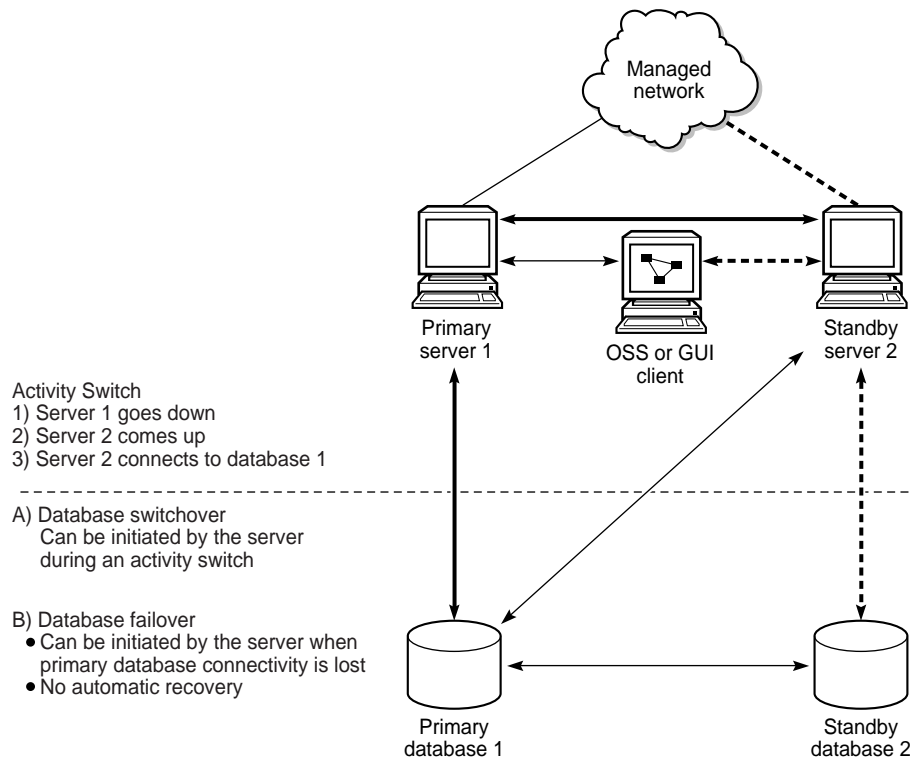 Managed
network
Primary
server 1
OSS or GUI
client
Standby
server 2
Activity Switch
1) Server 1 goes down
2) Server 2 comes up
3) Server 2 connects to database 1
A) Database switchover
Can be initiated by the server
during an activity switch
B) Database failover
• Can be initiated by the server when
primary database connectivity is lost
• No automatic recovery
Primary
database 1
Standby
database 2